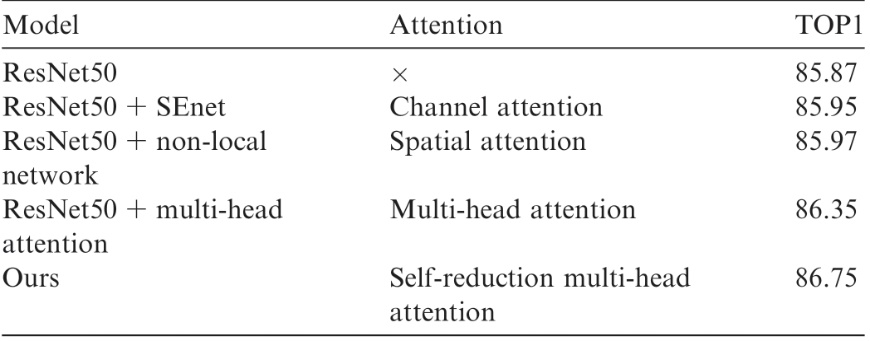 Model Attention TOP1
ResNet50 × 85.87
ResNet50 + SEnet Channel attention 85.95
ResNet50 + non-local Spatial attention 85.97
network
ResNet50 + multi-head Multi-head attention 86.35
attention
Ours Self-reduction multi-head 86.75
attention